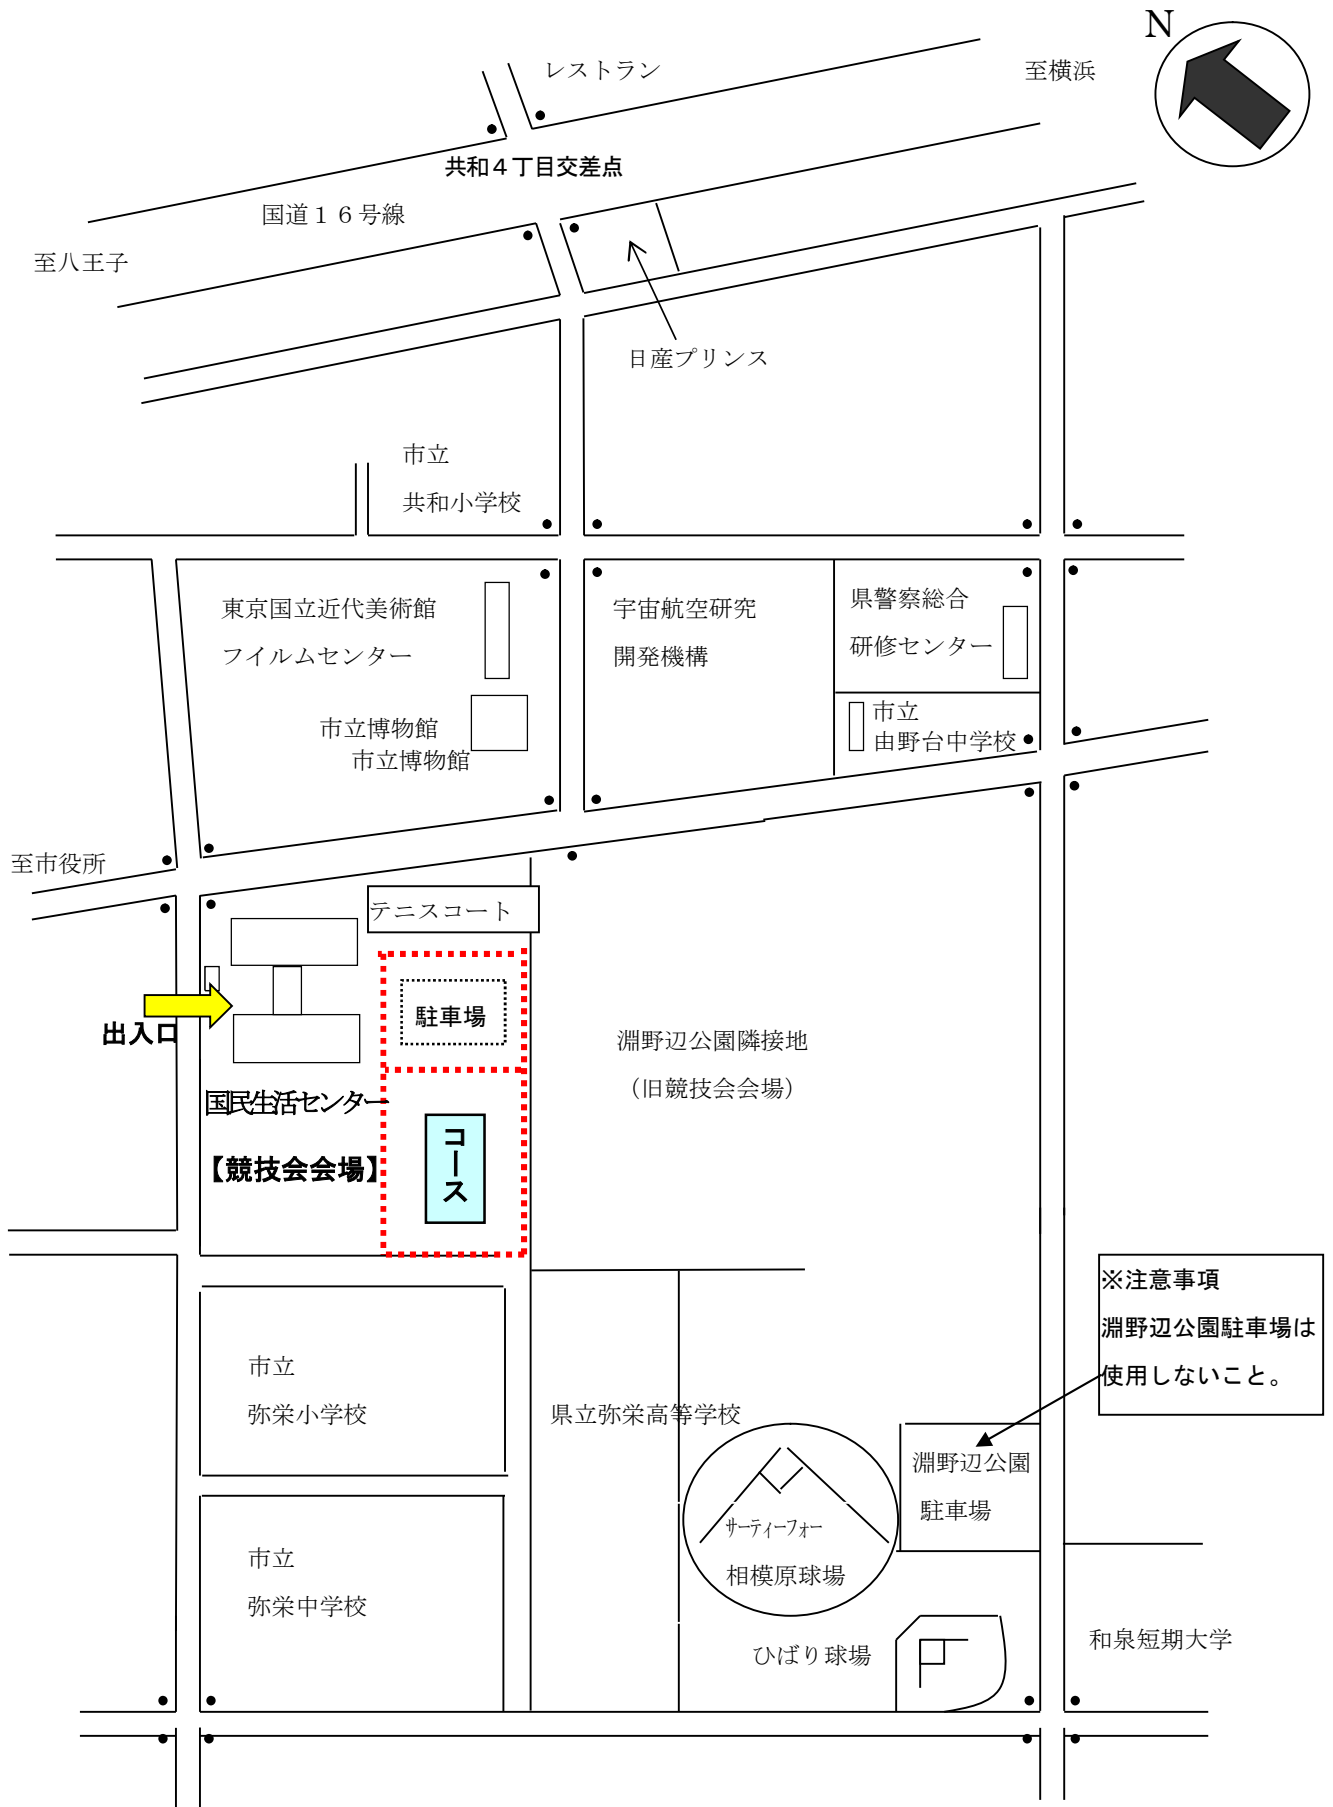 N
レストラン
至横浜
共和４丁目交差点
国道１６号線
至八王子
日産プリンス
市立
共和小学校
東京国立近代美術館
フイルムセンター
宇宙航空研究
開発機構
県警察総合
研修センター
市立博物館
市立博物館
市立
由野台中学校
至市役所
テニスコート
駐車場
出入口
淵野辺公園隣接地
（旧競技会会場）
国民生活センター
【競技会会場】
コース
※注意事項
淵野辺公園駐車場は
使用しないこと。
市立
弥栄小学校
県立弥栄高等学校
淵野辺公園
駐車場
サーティーフォー
相模原球場
市立
弥栄中学校
ひばり球場
和泉短期大学